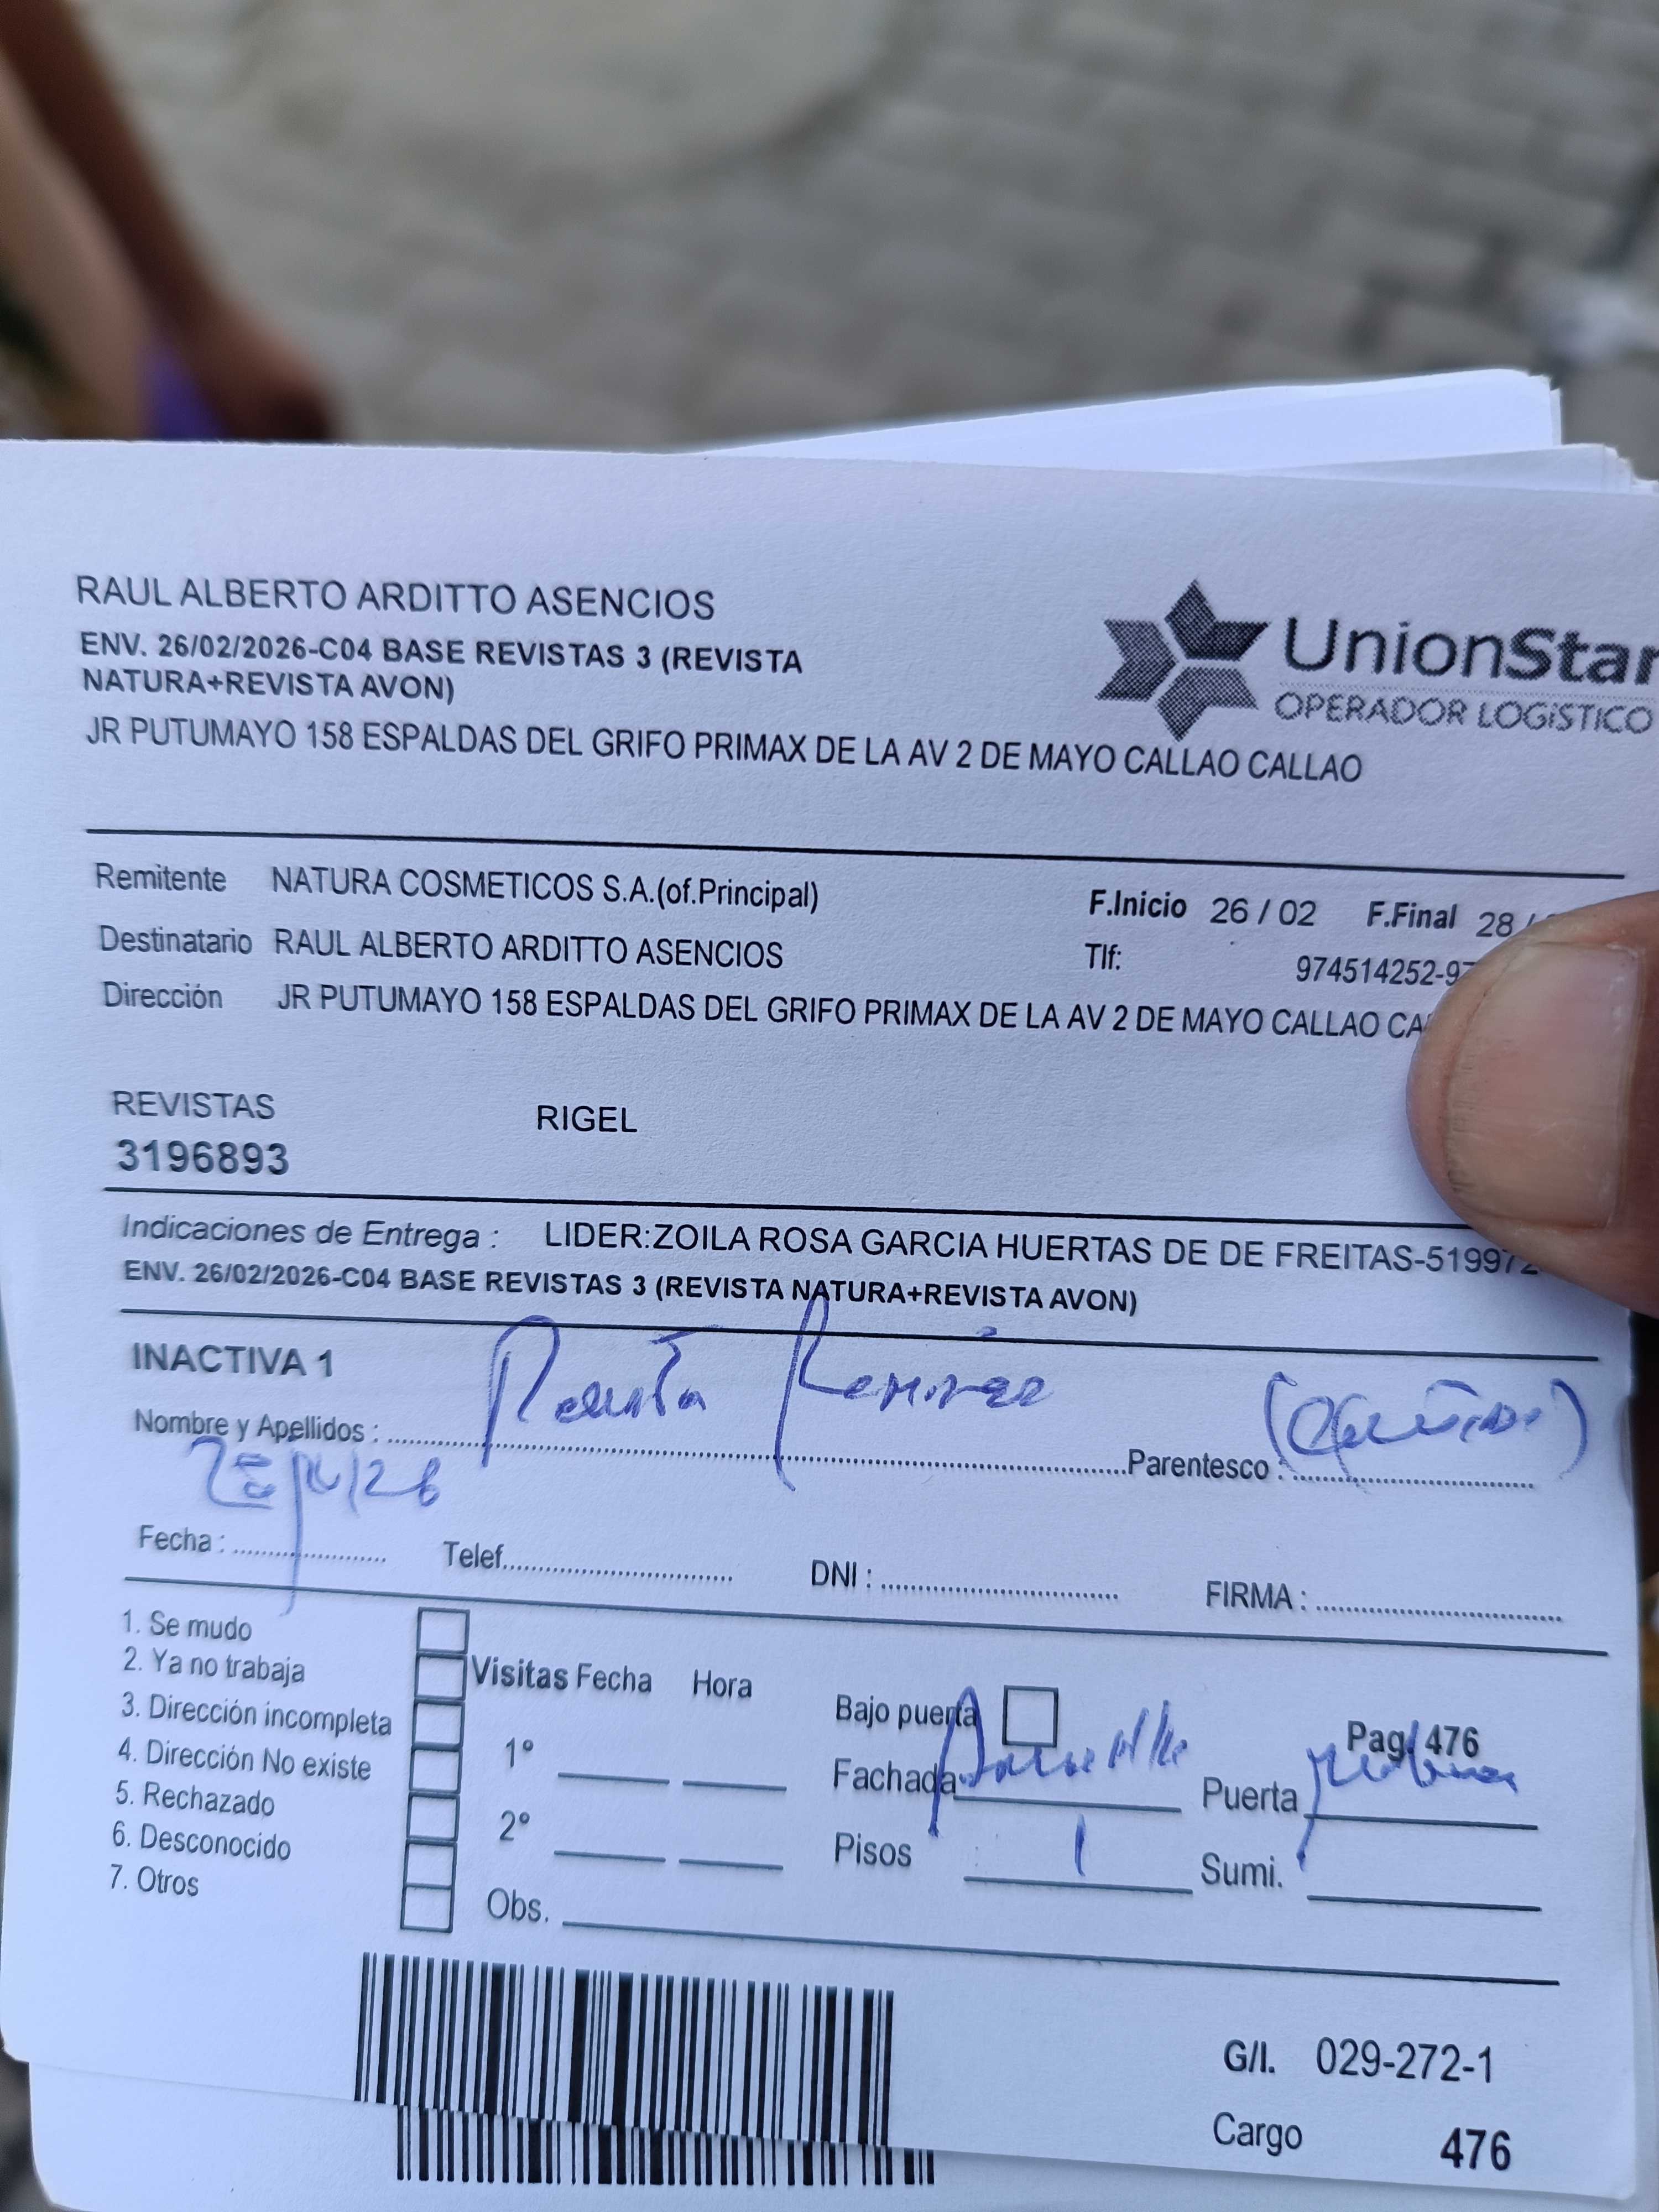 RAUL ALBERTO ARDITTO ASENCIOS
ENV. 26/02/2026-C04 BASE REVISTAS 3 (REVISTA
NATURA+REVISTA AVON)
JR PUTUMAYO 158 ESPALDAS DEL GRIFO PRIMAX DE LA AV 2 DE MAYO CALLAO CALLAO
UnionStar
OPERADOR LOGÍSTICO
Remitente NATURA COSMETICOS S.A.(of.Principal) F.Inicio 26 / 02 F.Final 28 /
Destinatario RAUL ALBERTO ARDITTO ASENCIOS Tlf: 974514252-97
Dirección JR PUTUMAYO 158 ESPALDAS DEL GRIFO PRIMAX DE LA AV 2 DE MAYO CALLAO CA
REVISTAS RIGEL
3196893
Indicaciones de Entrega : LIDER:ZOILA ROSA GARCIA HUERTAS DE DE FREITAS-519972
ENV. 26/02/2026-C04 BASE REVISTAS 3 (REVISTA NATURA+REVISTA AVON)
INACTIVA 1
Nombre y Apellidos : Ramirez Parentesco :
Fecha : Telef. DNI : FIRMA :
1. Se mudo
2. Ya no trabaja
3. Dirección incompleta
4. Dirección No existe
5. Rechazado
6. Desconocido
7. Otros
Visitas Fecha Hora
1°
2°
Obs.
Bajo puerta Pag. 476
Fachada Puerta
Pisos 1 Sumi.
G/I. 029-272-1
Cargo 476